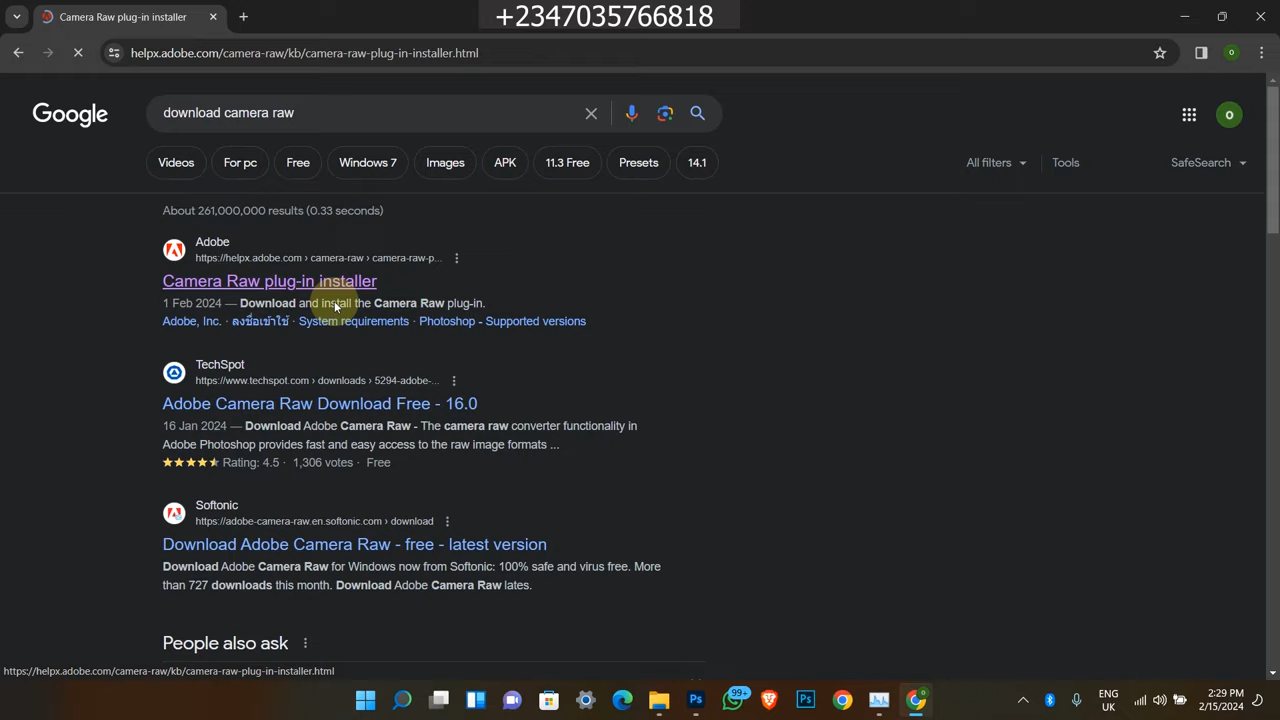 Camera Raw plug-in installer
+2347035766818
helpx.adobe.com/camera-raw/kb/camera-raw-plug-in-installer.html
o
Google
download camera raw
o
Videos
For pc
Free
Windows 7
Images
APK
11.3 Free
Presets
14.1
All filters
Tools
SafeSearch
About 261,000,000 results (0.33 seconds)
Adobe
https://helpx.adobe.com › camera-raw › camera-raw-p...
Camera Raw plug-in installer
1 Feb 2024 — Download and install the Camera Raw plug-in.
Adobe, Inc. · ลงชื่อเข้าใช้ · System requirements · Photoshop - Supported versions
TechSpot
https://www.techspot.com › downloads › 5294-adobe-...
Adobe Camera Raw Download Free - 16.0
16 Jan 2024 — Download Adobe Camera Raw - The camera raw converter functionality in
Adobe Photoshop provides fast and easy access to the raw image formats ...
Rating: 4.5 · 1,306 votes · Free
Softonic
https://adobe-camera-raw.en.softonic.com › download
Download Adobe Camera Raw - free - latest version
Download Adobe Camera Raw for Windows now from Softonic: 100% safe and virus free. More
than 727 downloads this month. Download Adobe Camera Raw lates.
People also ask
https://helpx.adobe.com/camera-raw/kb/camera-raw-plug-in-installer.html
Ps
99+
Ps
ENG
UK
2:29 PM
2/15/2024